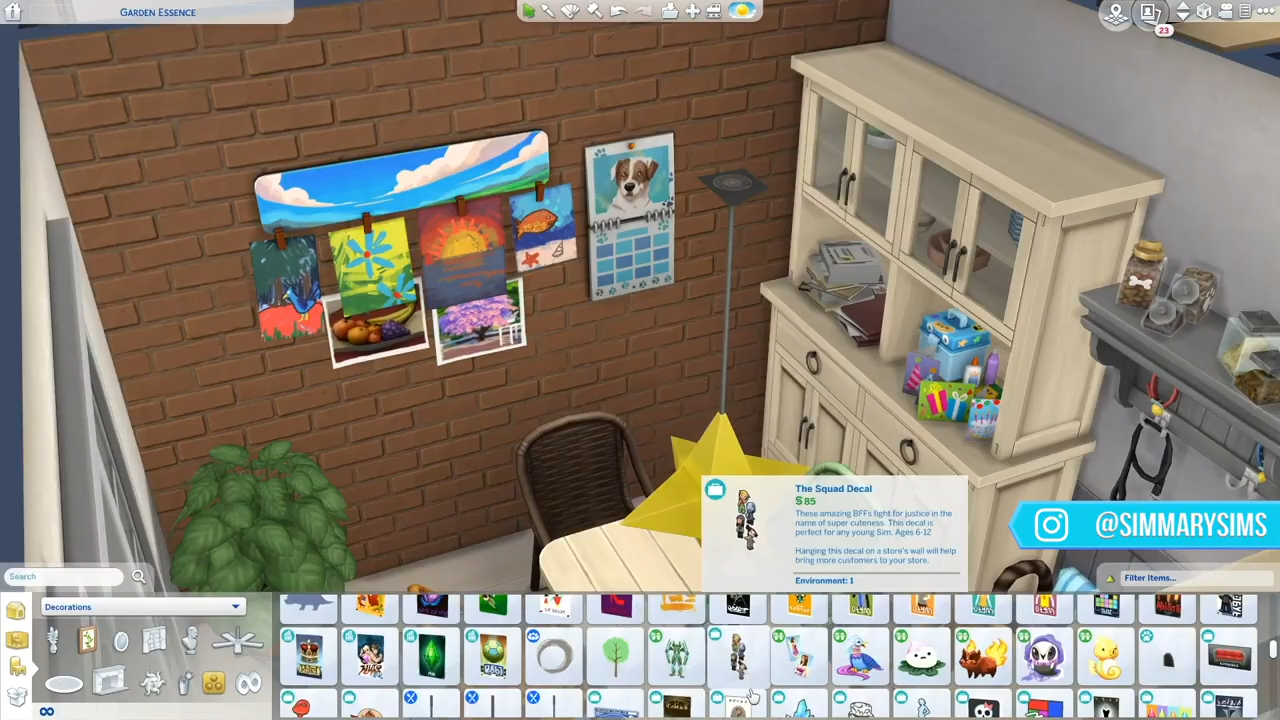 GARDEN ESSENCE
23
The Squad Decal
§85
These amazing BFFs fight for justice in the
name of super cuteness. This decal is
perfect for any young Sim. Ages 6-12
Hanging this decal on a store's wall will help
bring more customers to your store.
Environment: 1
@SIMMARYSIMS
Search
Filter Items...
Decorations